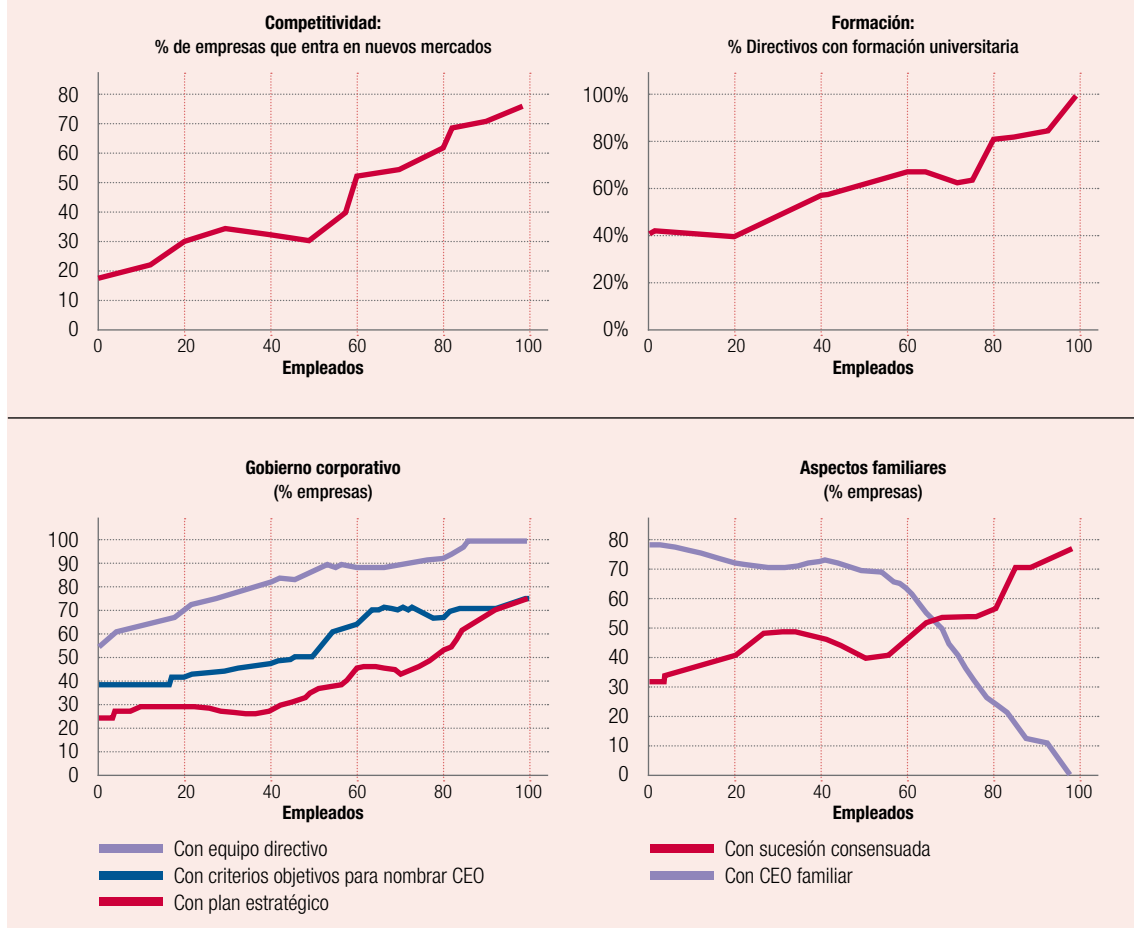 Competitividad:
% de empresas que entra en nuevos mercados
80
70
60
50
40
30
20
10
0
0 20 40 60 80 100
Empleados
Formación:
% Directivos con formación universitaria
100%
80%
60%
40%
20%
0%
0 20 40 60 80 100
Empleados
Gobierno corporativo
(% empresas)
100
90
80
70
60
50
40
30
20
10
0
0 20 40 60 80 100
Empleados
Con equipo directivo
Con criterios objetivos para nombrar CEO
Con plan estratégico
Aspectos familiares
(% empresas)
80
70
60
50
40
30
20
10
0
0 20 40 60 80 100
Empleados
Con sucesión consensuada
Con CEO familiar